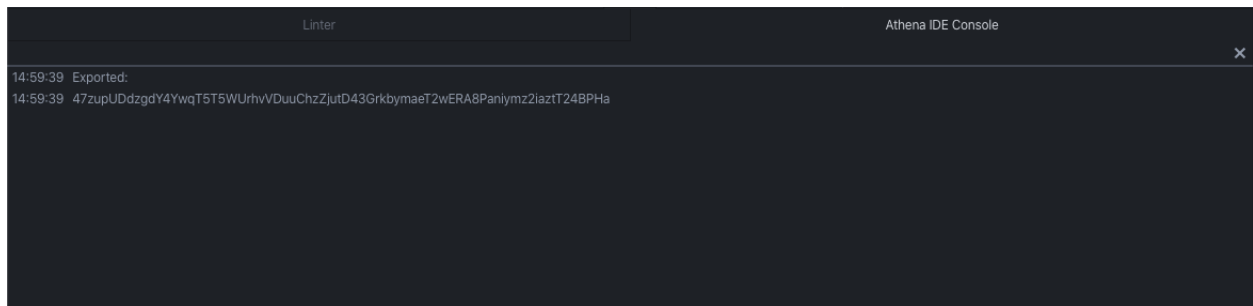 Linter
Athena IDE Console
14:59:39 Exported:
14:59:39 47zupUDdzgdY4YwqT5T5WUrhvVDuuChzZjutD43GrkbymaeT2wERA8Paniymz2iaztT24BPHa